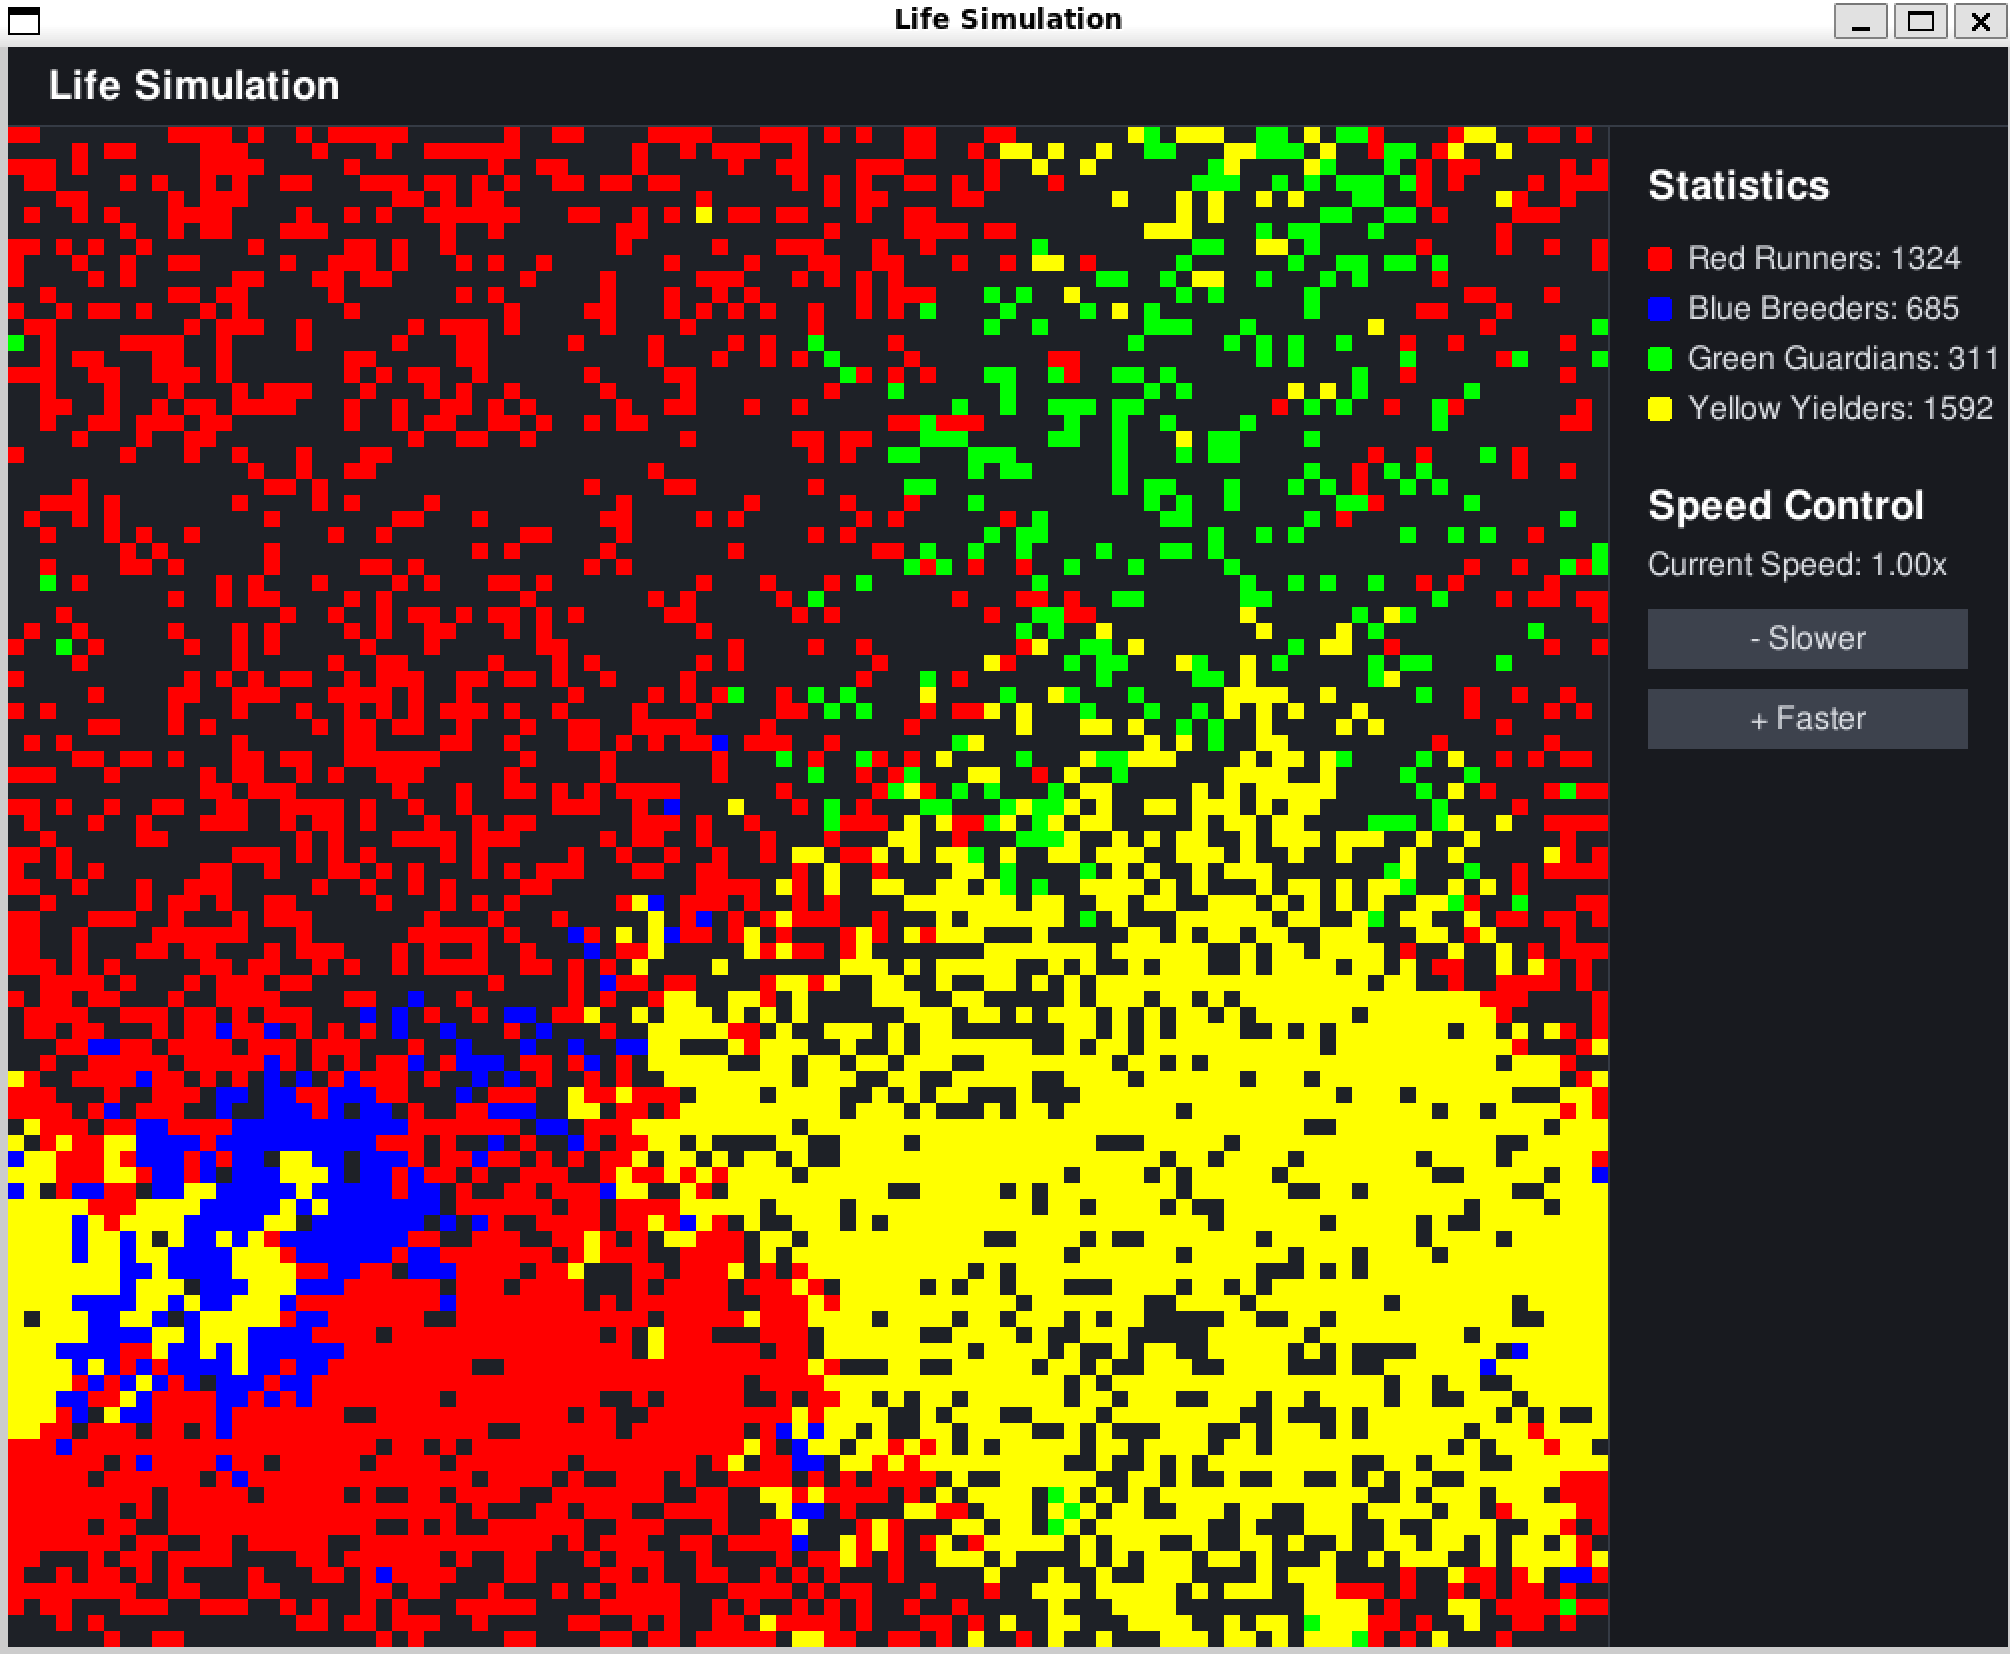 Life Simulation
Life Simulation
Statistics
Red Runners: 1324
Blue Breeders: 685
Green Guardians: 311
Yellow Yielders: 1592
Speed Control
Current Speed: 1.00x
- Slower
+ Faster